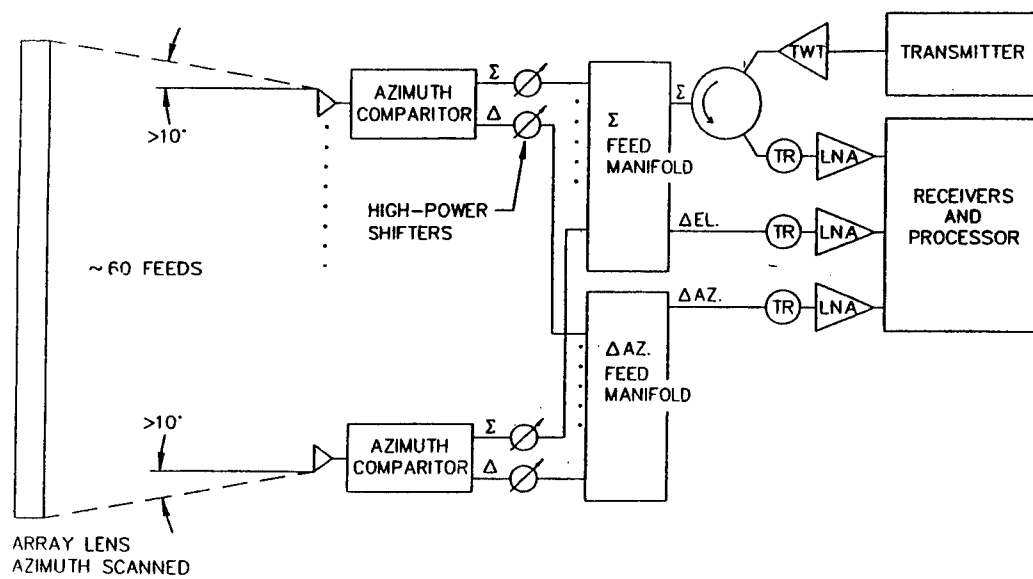 TWT
TRANSMITTER
AZIMUTH
COMPARITOR
Σ
Δ
>10°
HIGH-POWER
SHIFTERS
Σ
FEED
MANIFOLD
Σ
TR
LNA
RECEIVERS
AND
PROCESSOR
ΔEL.
TR
LNA
~60 FEEDS
ΔAZ.
TR
LNA
ΔAZ.
FEED
MANIFOLD
>10°
AZIMUTH
COMPARITOR
Σ
Δ
ARRAY LENS
AZIMUTH SCANNED